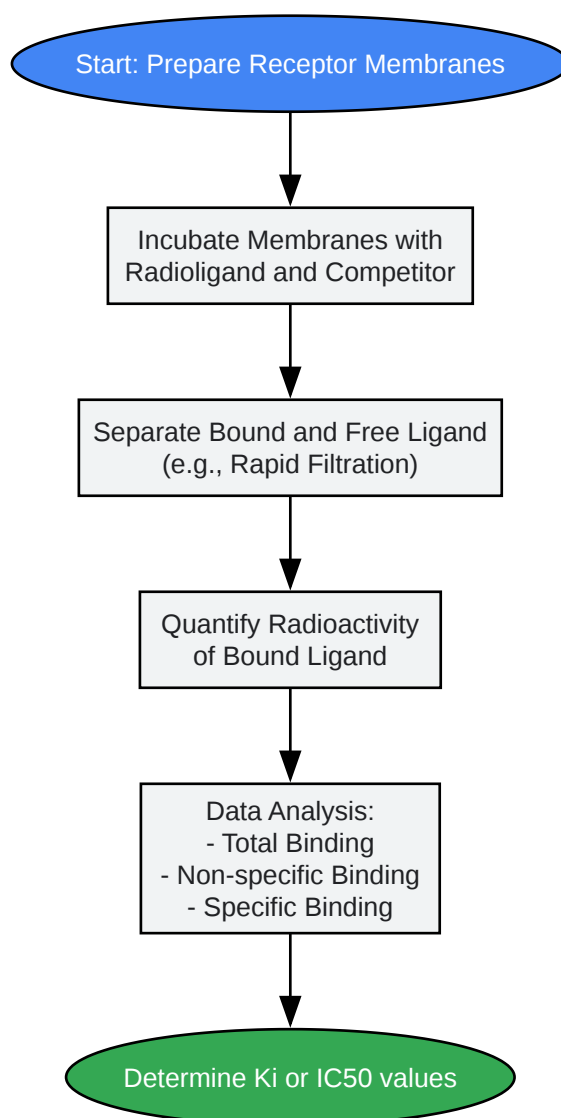 Start: Prepare Receptor Membranes
Incubate Membranes with
Radioligand and Competitor
Separate Bound and Free Ligand
(e.g., Rapid Filtration)
Quantify Radioactivity
of Bound Ligand
Data Analysis:
- Total Binding
- Non-specific Binding
- Specific Binding
Determine Ki or IC50 values